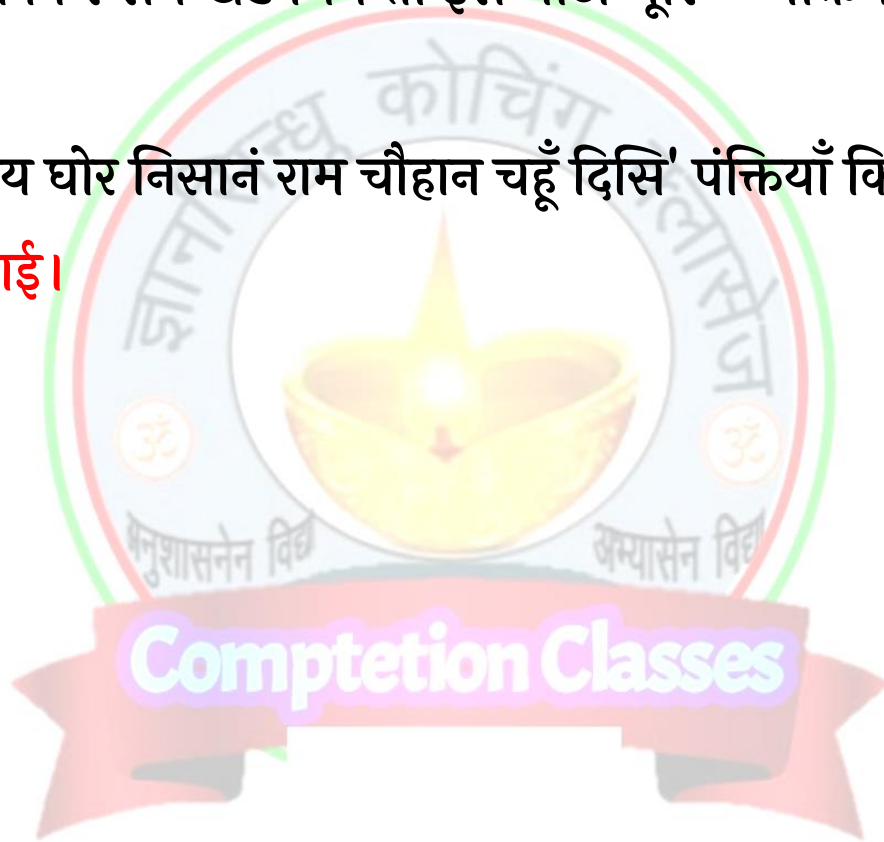 य घोर निसानं राम चौहान चहूँ दिसि' पंक्तियाँ कि
ाई।
कोचिंग
ॐ
ॐ
अनुशासनेन विद्या
अभ्यासेन विद्या
Comptetion Classes